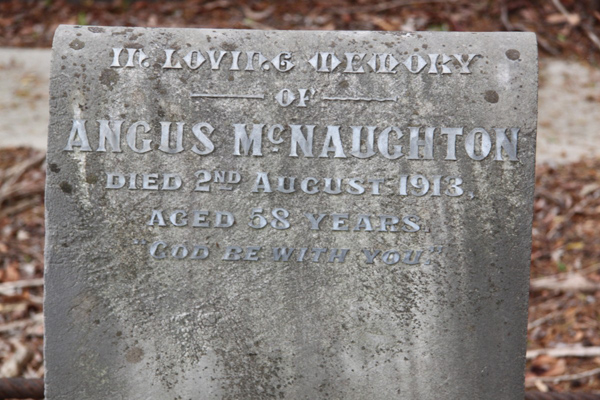 IN LOVING MEMORY
OF
ANGUS McNAUGHTON
DIED 2ND AUGUST 1913,
AGED 58 YEARS.
"GOD BE WITH YOU."